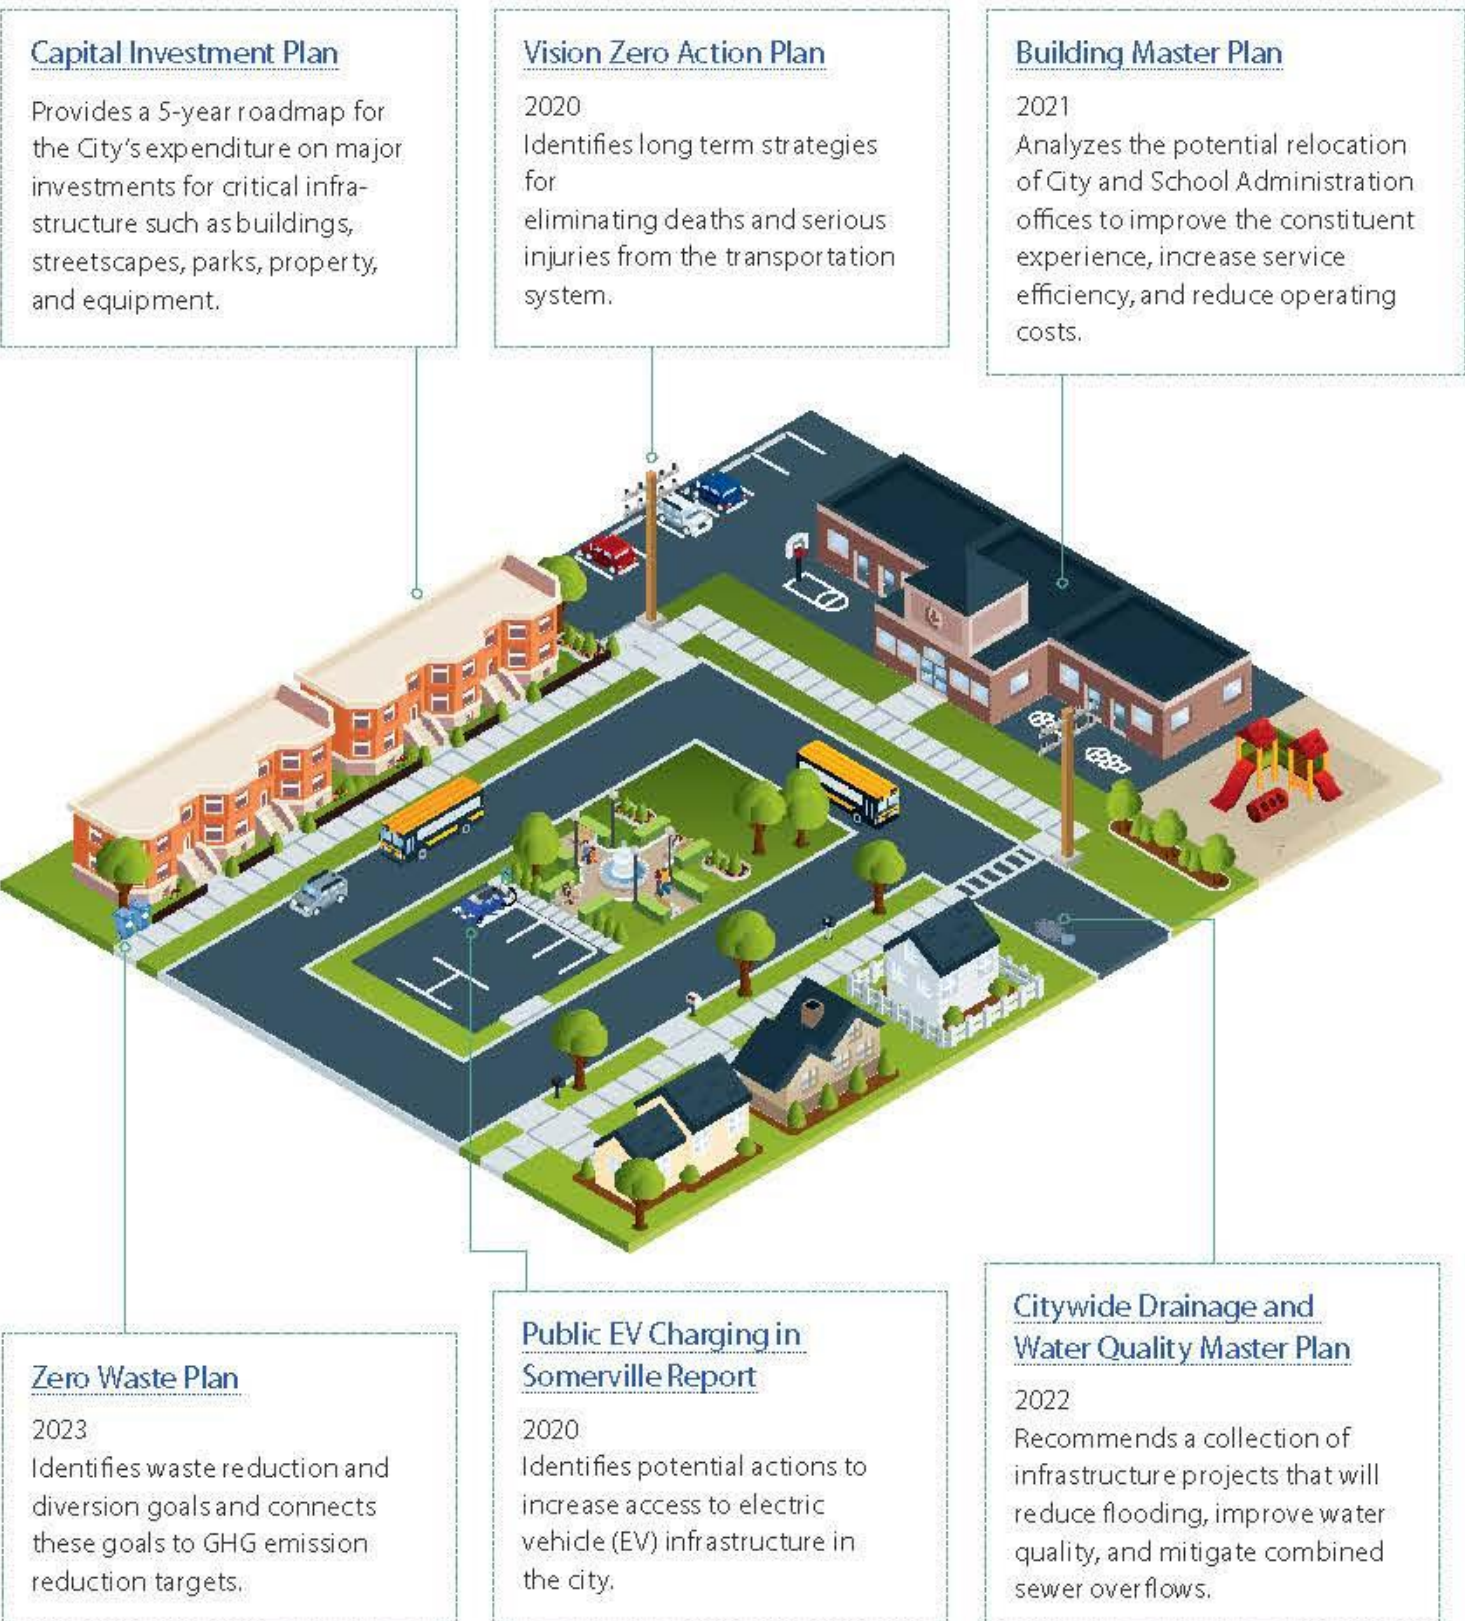 Capital Investment Plan
Provides a 5-year roadmap for
the City's expenditure on major
investments for critical infra-
structure such as buildings,
streetscapes, parks, property,
and equipment.
Vision Zero Action Plan
2020
Identifies long term strategies
for
eliminating deaths and serious
injuries from the transportation
system.
Building Master Plan
2021
Analyzes the potential relocation
of City and School Administration
offices to improve the constituent
experience, increase service
efficiency, and reduce operating
costs.
Zero Waste Plan
2023
Identifies waste reduction and
diversion goals and connects
these goals to GHG emission
reduction targets.
Public EV Charging in
Somerville Report
2020
Identifies potential actions to
increase access to electric
vehicle (EV) infrastructure in
the city.
Citywide Drainage and
Water Quality Master Plan
2022
Recommends a collection of
infrastructure projects that will
reduce flooding, improve water
quality, and mitigate combined
sewer overflows.